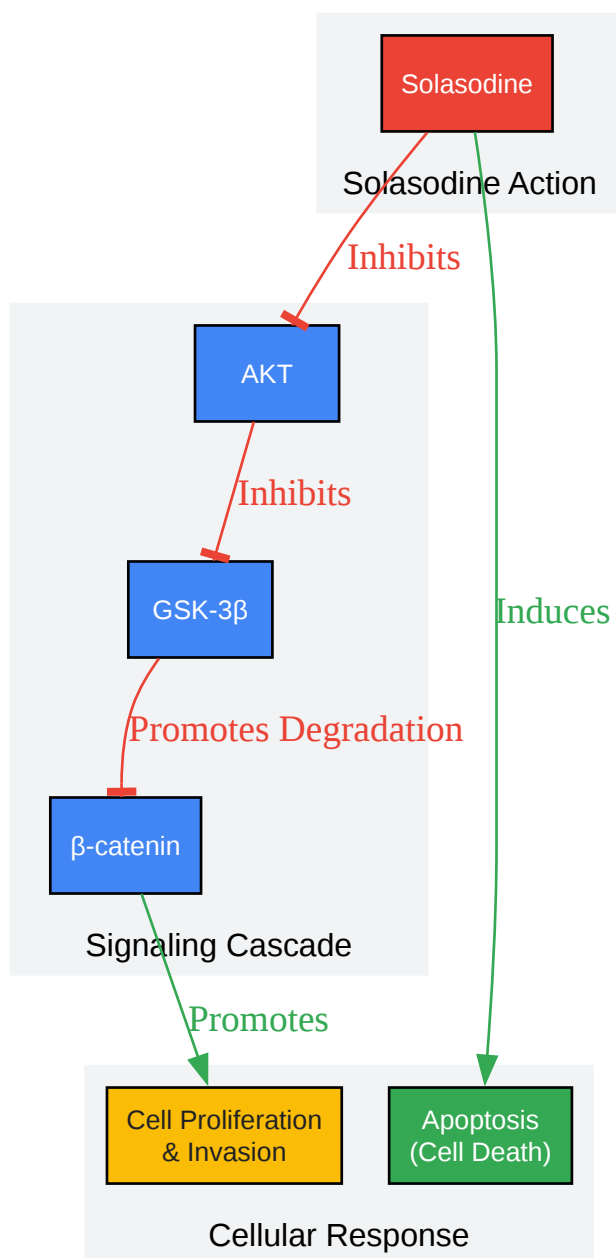 Solasodine
Solasodine Action
Inhibits
AKT
Inhibits
GSK-3β
Induces
Promotes Degradation
β-catenin
Signaling Cascade
Promotes
Cell Proliferation
& Invasion
Apoptosis
(Cell Death)
Cellular Response